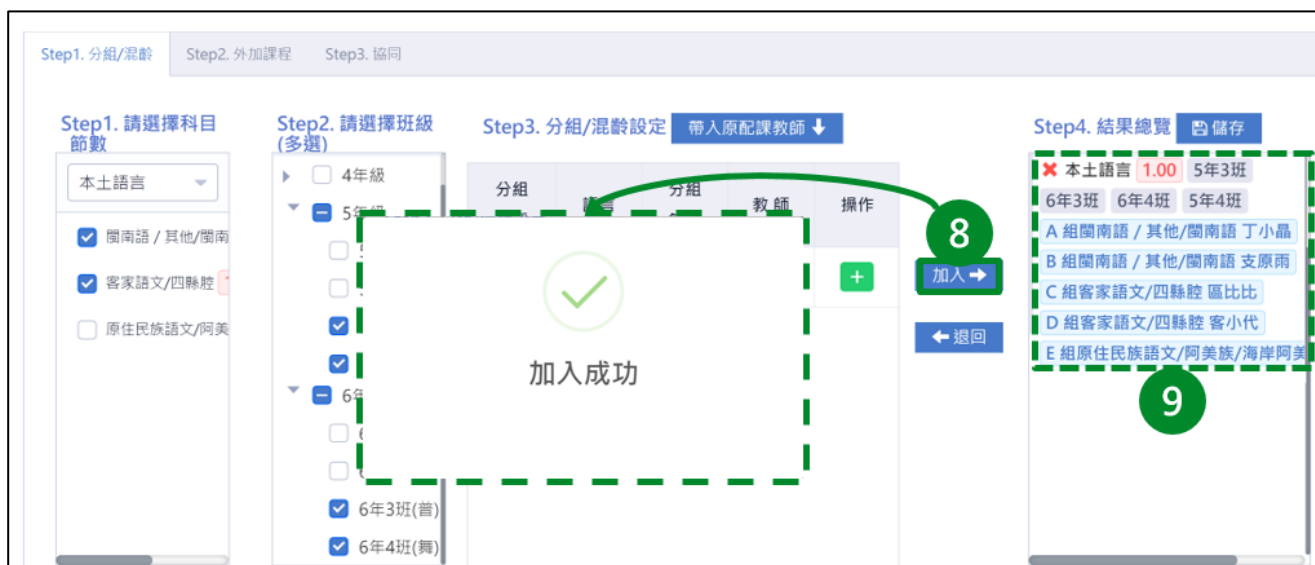 Step1. 分組/混齡 Step2. 外加課程 Step3. 協同
Step1. 請選擇科目
節數
本土語言
閩南語 / 其他/閩南
客家語文/四縣腔
原住民族語文/阿美
Step2. 請選擇班級
(多選)
4年級
5年級
6年3班(普)
6年4班(舞)
Step3. 分組/混齡設定 帶入原配課教師
分組 分組 教師 操作
+
加入成功
8
加入
退回
Step4. 結果總覽 儲存
本土語言 1.00 5年3班
6年3班 6年4班 5年4班
A 組閩南語 / 其他/閩南語 丁小晶
B 組閩南語 / 其他/閩南語 支原雨
C 組客家語文/四縣腔 區比比
D 組客家語文/四縣腔 客小代
E 組原住民族語文/阿美族/海岸阿美
9